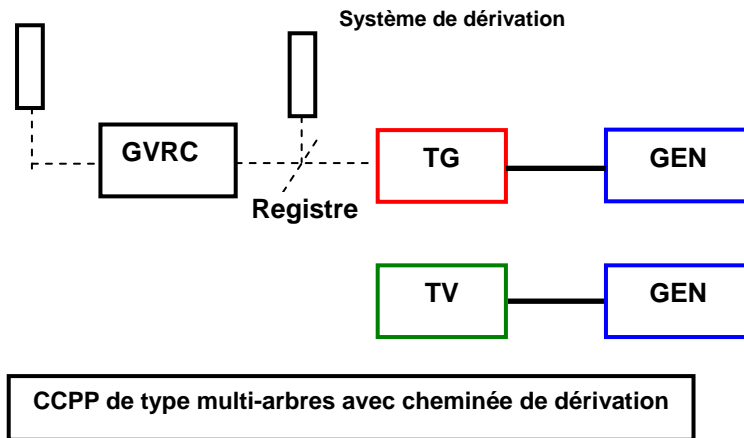 Système de dérivation
GVRC
TG
GEN
Registre
TV
GEN
CCPP de type multi-arbres avec cheminée de dérivation